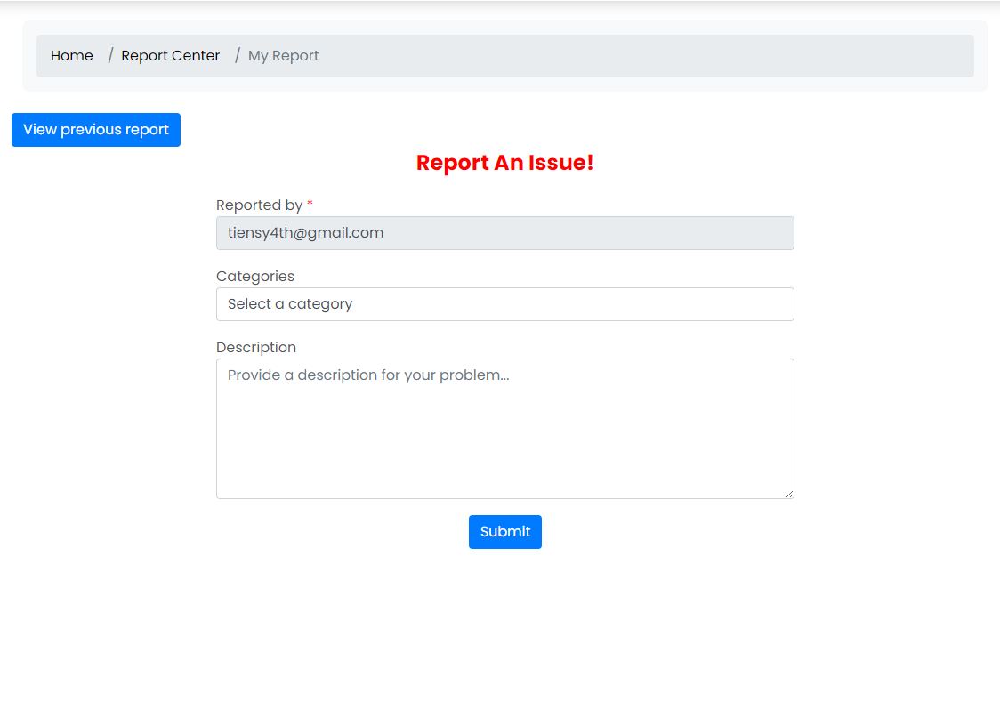 Home / Report Center / My Report
View previous report
Report An Issue!
Reported by *
tiensy4th@gmail.com
Categories
Select a category
Description
Provide a description for your problem...
Submit